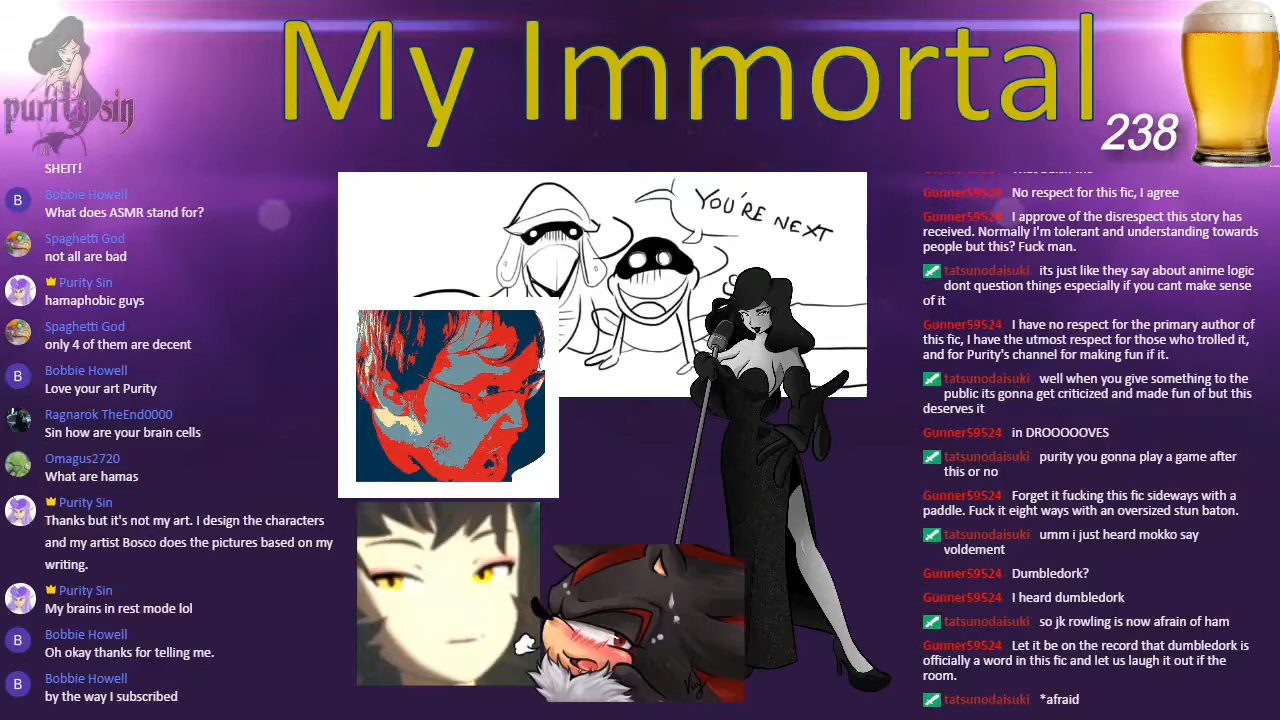 My Immortal
purity sin
238
SHEIT!
B
Bobbie Howell
What does ASMR stand for?
Spaghetti God
not all are bad
Purity Sin
hamaphobic guys
Spaghetti God
only 4 of them are decent
B
Bobbie Howell
Love your art Purity
Ragnarok TheEnd0000
Sin how are your brain cells
Omagus2720
What are hamas
Purity Sin
Thanks but it's not my art. I design the characters
and my artist Bosco does the pictures based on my
writing.
Purity Sin
My brains in rest mode lol
B
Bobbie Howell
Oh okay thanks for telling me.
B
Bobbie Howell
by the way I subscribed
YOU'RE NEXT
Gunner59524 No respect for this fic, I agree
Gunner59524 I approve of the disrespect this story has
received. Normally I'm tolerant and understanding towards
people but this? Fuck man.
tatsunodaisuki its just like they say about anime logic
dont question things especially if you cant make sense
of it
Gunner59524 I have no respect for the primary author of
this fic, I have the utmost respect for those who trolled it,
and for Purity's channel for making fun if it.
tatsunodaisuki well when you give something to the
public its gonna get criticized and made fun of but this
deserves it
Gunner59524 in DROOOOOVES
tatsunodaisuki purity you gonna play a game after
this or no
Gunner59524 Forget it fucking this fic sideways with a
paddle. Fuck it eight ways with an oversized stun baton.
tatsunodaisuki umm i just heard mokko say
voldement
Gunner59524 Dumbledork?
Gunner59524 I heard dumbledork
tatsunodaisuki so jk rowling is now afrain of ham
Gunner59524 Let it be on the record that dumbledork is
officially a word in this fic and let us laugh it out if the
room.
tatsunodaisuki *afraid